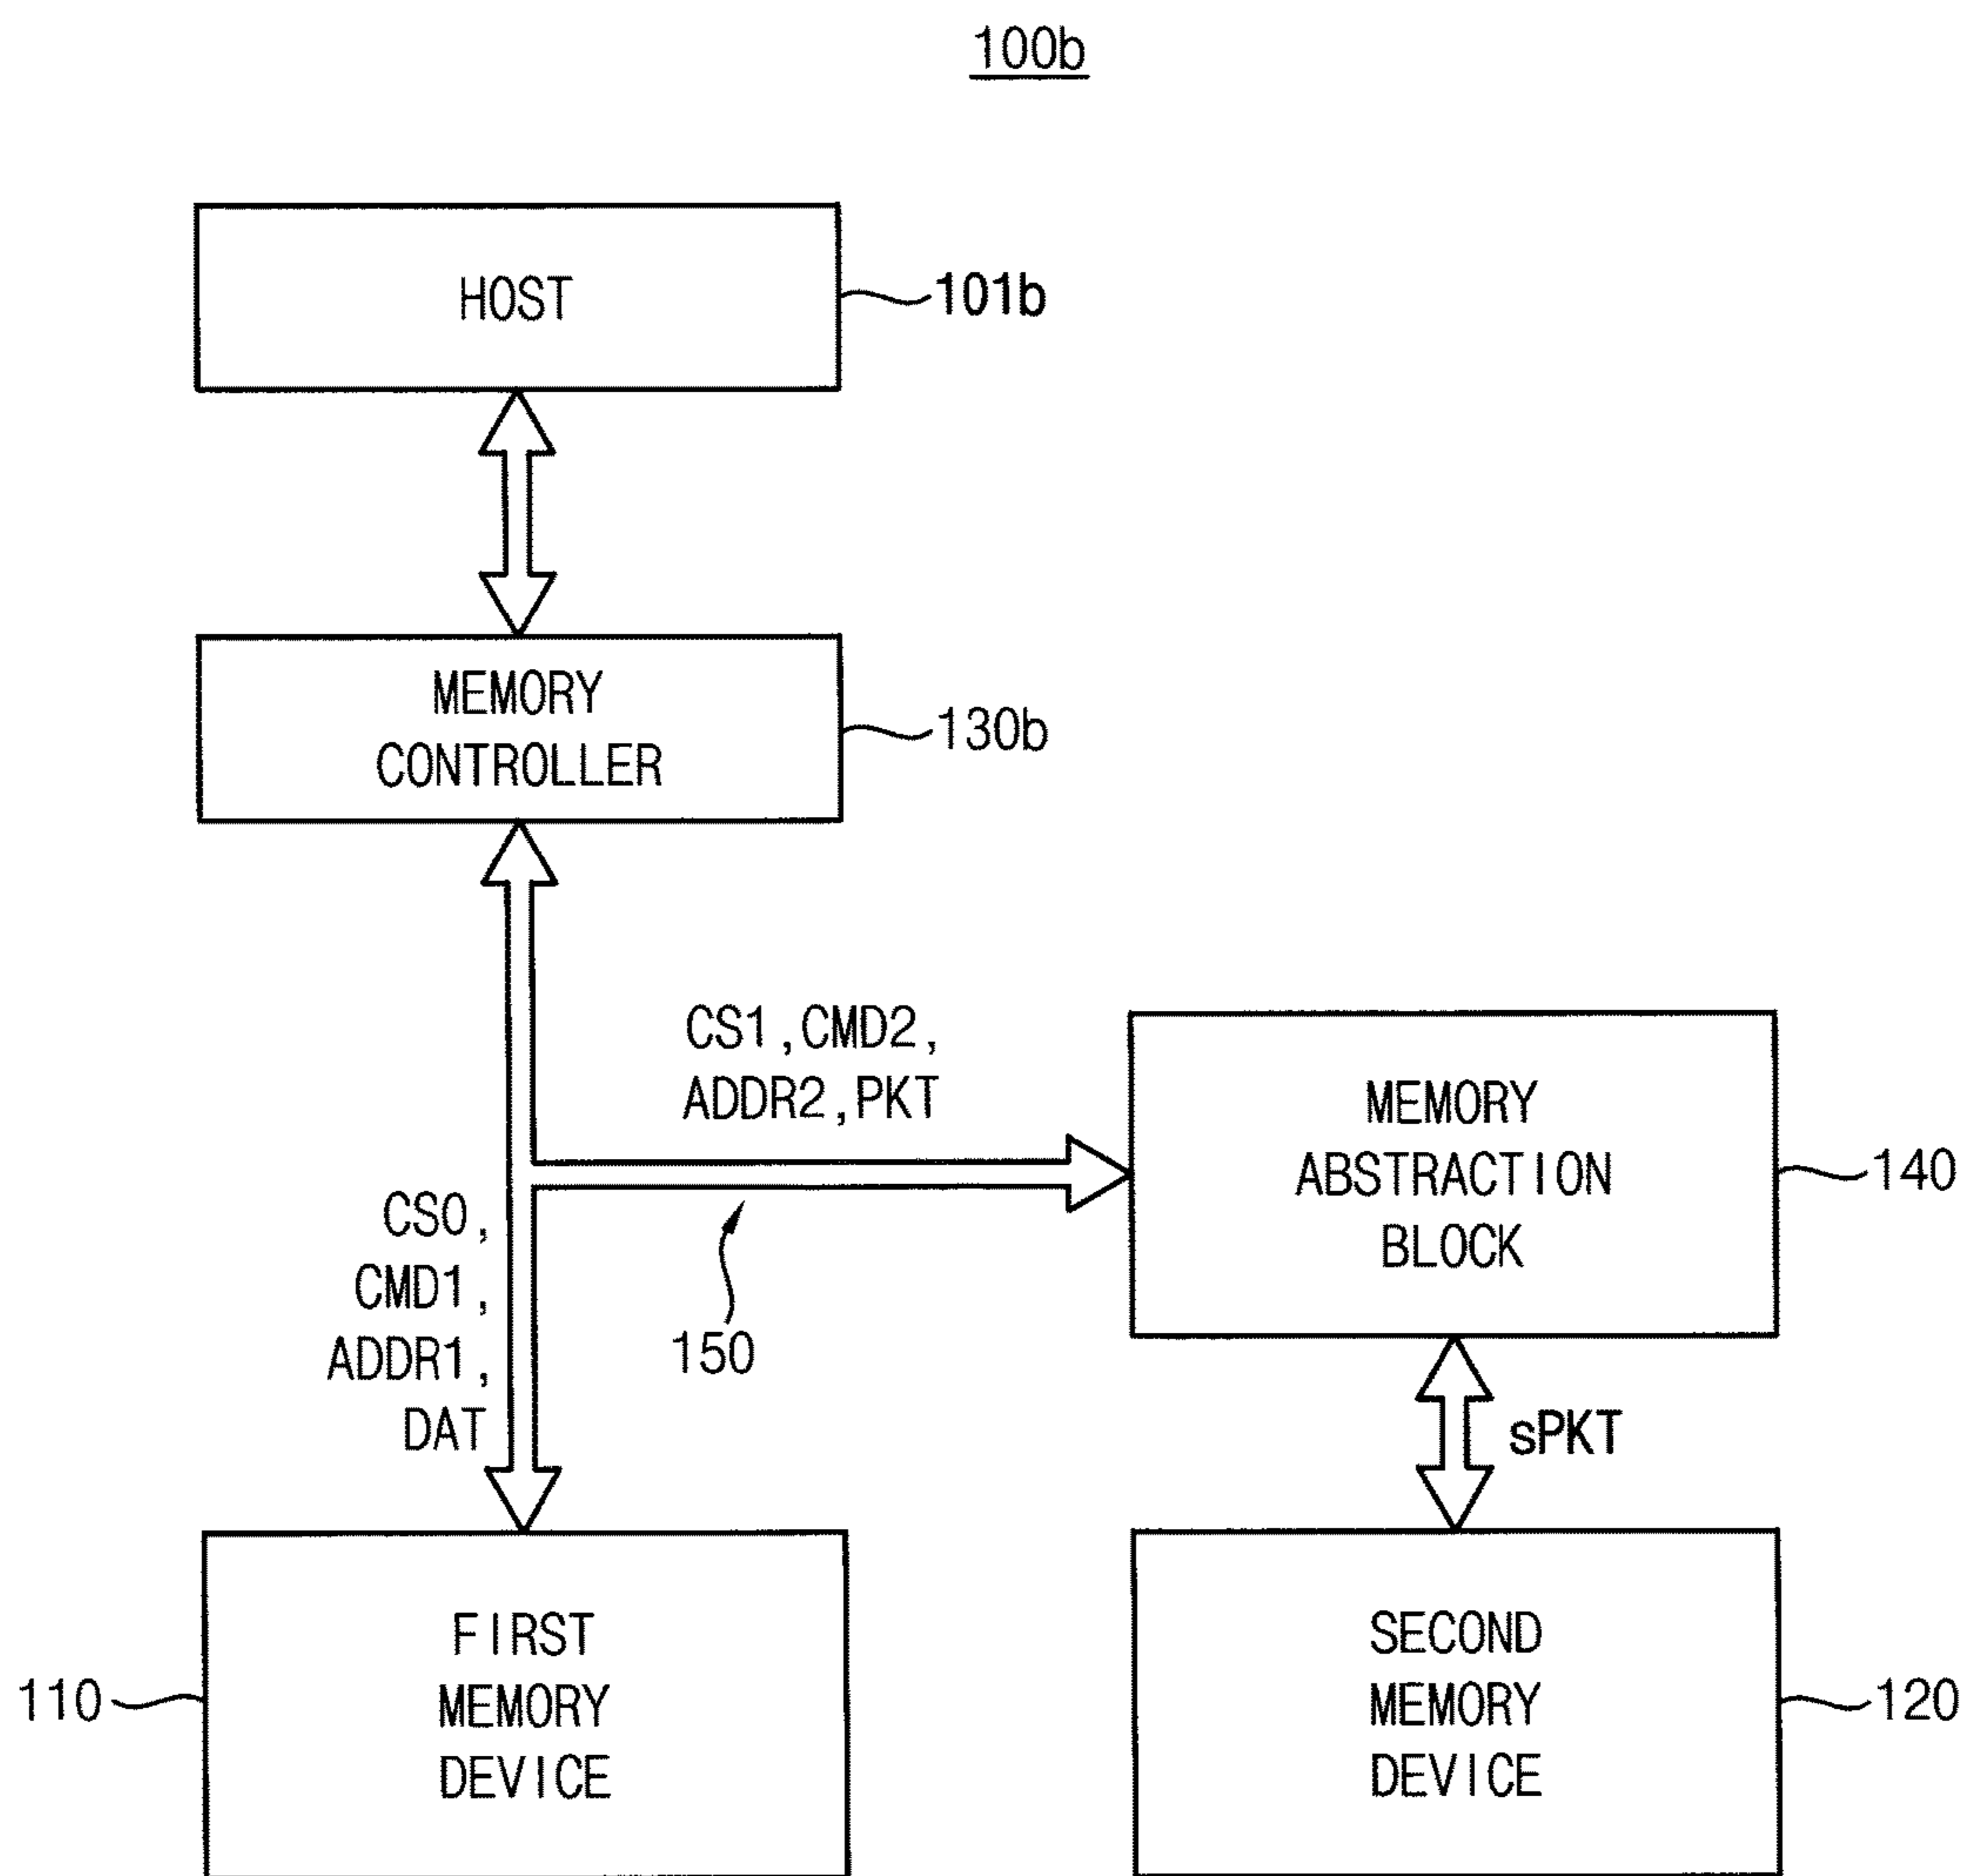 100b
HOST
101b
MEMORY
CONTROLLER
130b
CS1,CMD2,
ADDR2,PKT
MEMORY
ABSTRACTION
BLOCK
140
CS0,
CMD1,
ADDR1,
DAT
150
sPKT
FIRST
MEMORY
DEVICE
110
SECOND
MEMORY
DEVICE
120